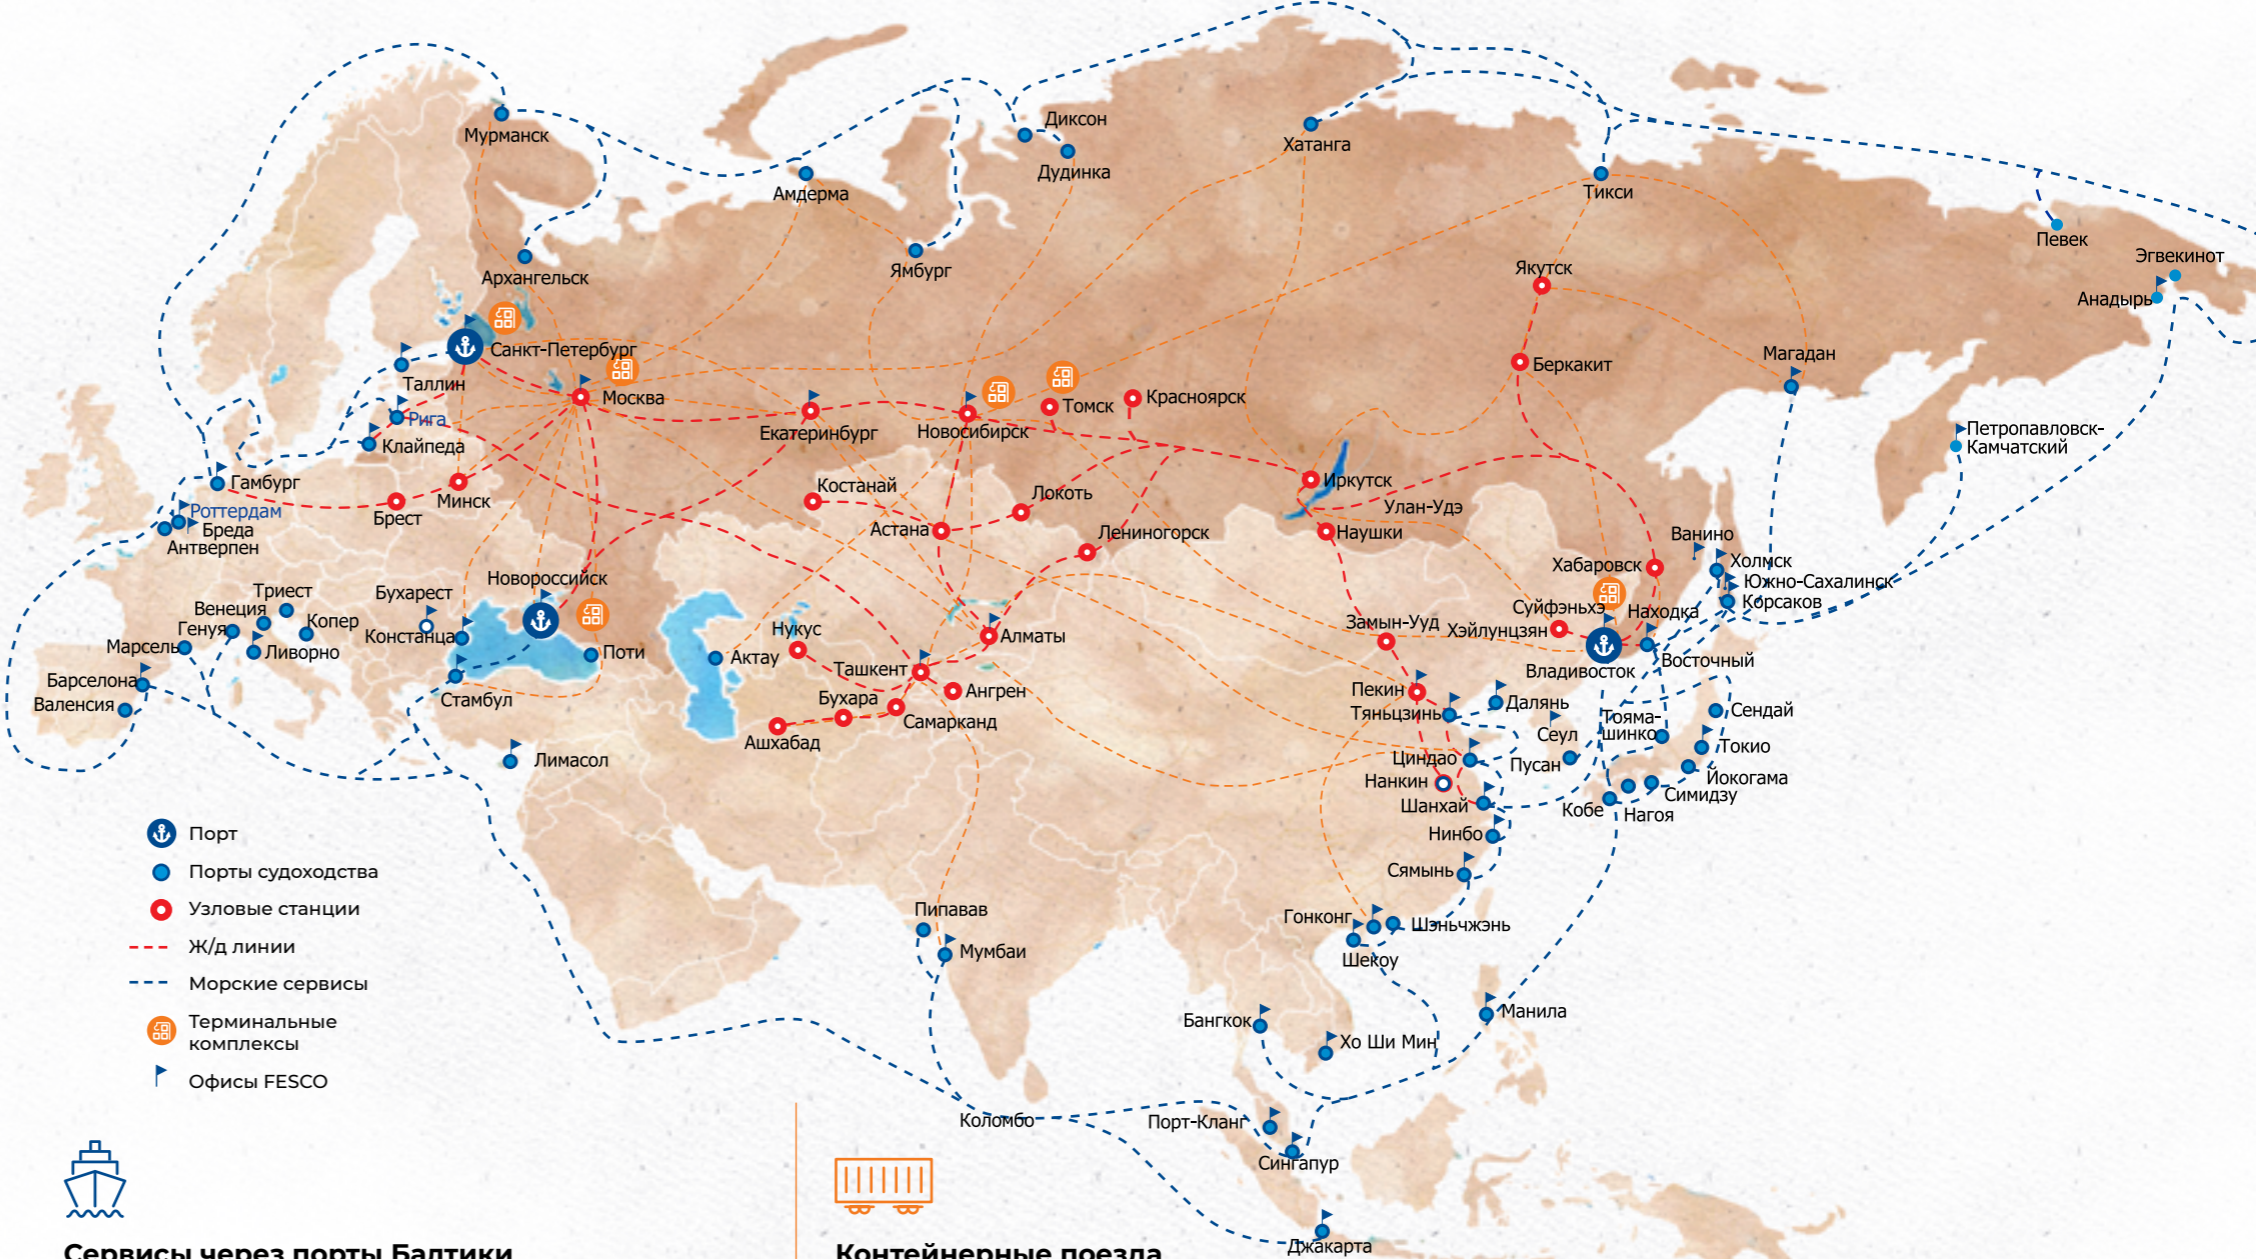 Мурманск
Диксон
Хатанга
Дудинка
Тикси
Амдерма
Певек
Эгвекинот
Ямбург
Якутск
Архангельск
Анадырь
Санкт-Петербург
Магадан
Беркакит
Таллин
Москва
Красноярск
Томск
Рига
Екатеринбург
Новосибирск
Петропавловск-
Камчатский
Клайпеда
Гамбург
Минск
Брест
Костанай
Локоть
Иркутск
Улан-Удэ
Роттердам
Бреда
Антверпен
Астана
Лениногорск
Наушки
Ванино
Холмск
Хабаровск
Южно-Сахалинск
Корсаков
Новороссийск
Триест
Бухарест
Венеция
Копер
Генуя
Констанца
Марсель
Ливорно
Поти
Актау
Нукус
Алматы
Замын-Ууд
Суйфэньхэ
Находка
Хэйлунцзян
Восточный
Владивосток
Барселона
Валенсия
Стамбул
Ташкент
Ангрен
Бухара
Самарканд
Ашхабад
Пекин
Тяньцзинь
Далянь
Сендай
Тояма-
шинко
Сеул
Токио
Лимасол
Циндао
Пусан
Йокогама
Нанкин
Симидзу
Шанхай
Кобе
Нагоя
Нинбо
Сямынь
Порт
Порты судоходства
Узловые станции
Ж/д линии
Морские сервисы
Терминальные
комплексы
Офисы FESCO
Пипавав
Мумбаи
Гонконг
Шэньчжэнь
Шекоу
Бангкок
Манила
Хо Ши Мин
Коломбо
Порт-Кланг
Сингапур
Джакарта
Сервисы через порты Балтики
Контейнерные поезда